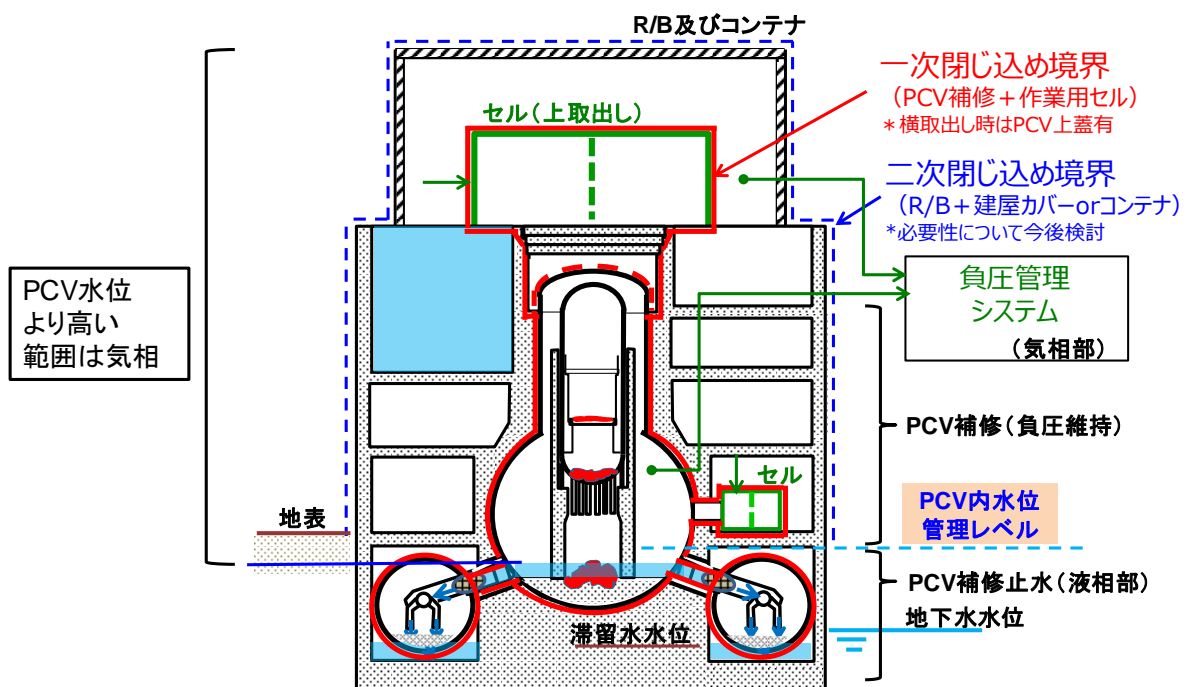 R/B及びコンテナ
一次閉じ込め境界
（PCV補修＋作業用セル）
＊横取出し時はPCV上蓋有
セル（上取出し）
二次閉じ込め境界
（R/B＋建屋カバーorコンテナ）
*必要性について今後検討
PCV水位
より高い
範囲は気相
負圧管理
システム
（気相部）
PCV補修（負圧維持）
セル
PCV内水位
管理レベル
地表
PCV補修止水（液相部）
地下水水位
滞留水水位